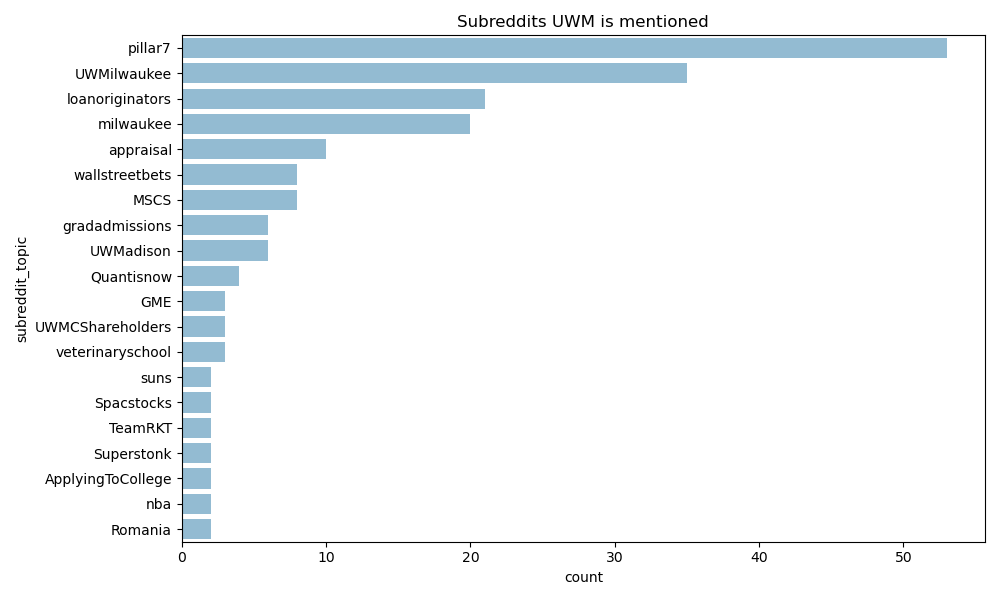 Subreddits UWM is mentioned
subreddit_topic
pillar7
UWMilwaukee
loanoriginators
milwaukee
appraisal
wallstreetbets
MSCS
gradadmissions
UWMadison
Quantisnow
GME
UWMCShareholders
veterinaryschool
suns
Spacstocks
TeamRKT
Superstonk
ApplyingToCollege
nba
Romania
0 10 20 30 40 50
count